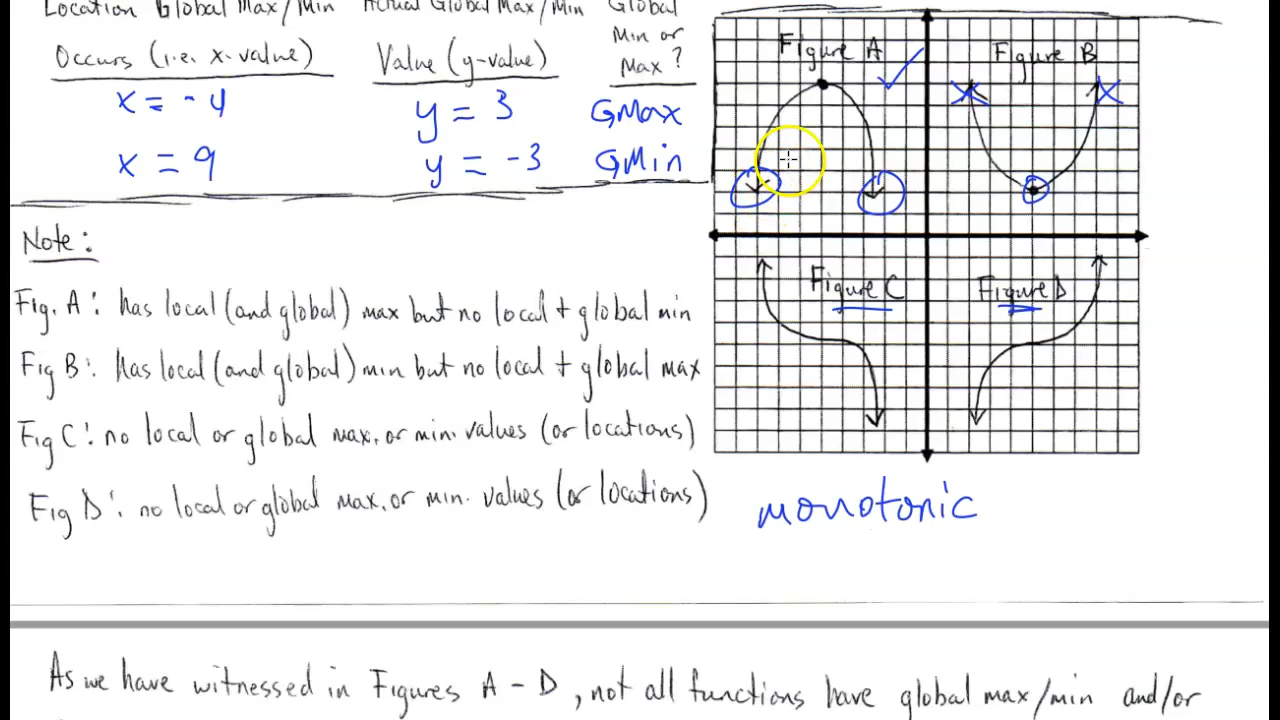 Location Global Max/Min Actual Global Max/Min Global
Occurs (i.e. x-value) Value (y-value) Min or
Max?
x = -4 y = 3 GMax
x = 9 y = -3 GMin
Figure A Figure B
Figure C Figure D
Note:
Fig. A: has local (and global) max but no local + global min
Fig B: has local (and global) min but no local + global max
Fig C: no local or global max. or min. values (or locations)
Fig D: no local or global max. or min. values (or locations)
monotonic
As we have witnessed in Figures A - D, not all functions have global max/min and/or